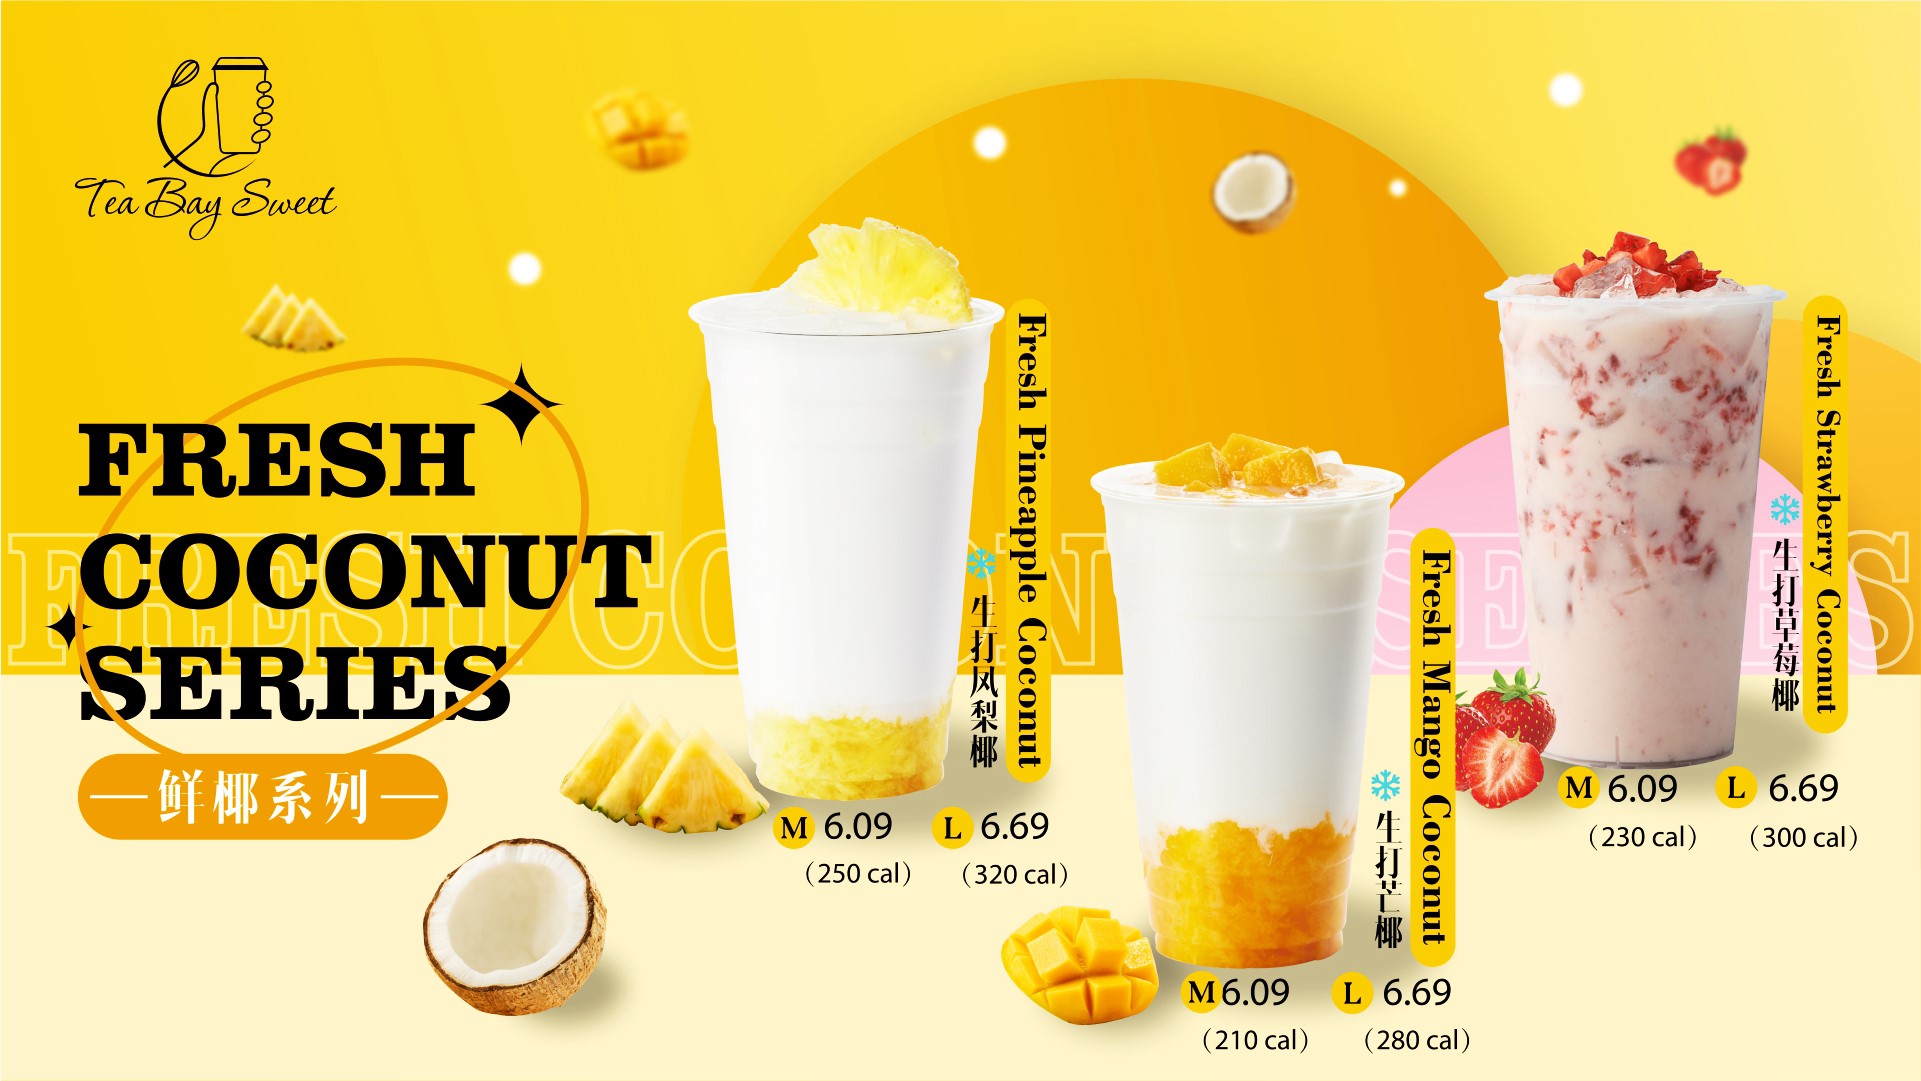 Tea Bay Sweet
FRESH
COCONUT
SERIES
鲜椰系列
FRESH COCONUT SERIES
Fresh Pineapple Coconut
生打凤梨椰
M 6.09 L 6.69
（250 cal） （320 cal）
Fresh Mango Coconut
生打芒椰
M 6.09 L 6.69
（210 cal） （280 cal）
Fresh Strawberry Coconut
生打草莓椰
M 6.09 L 6.69
（230 cal） （300 cal）